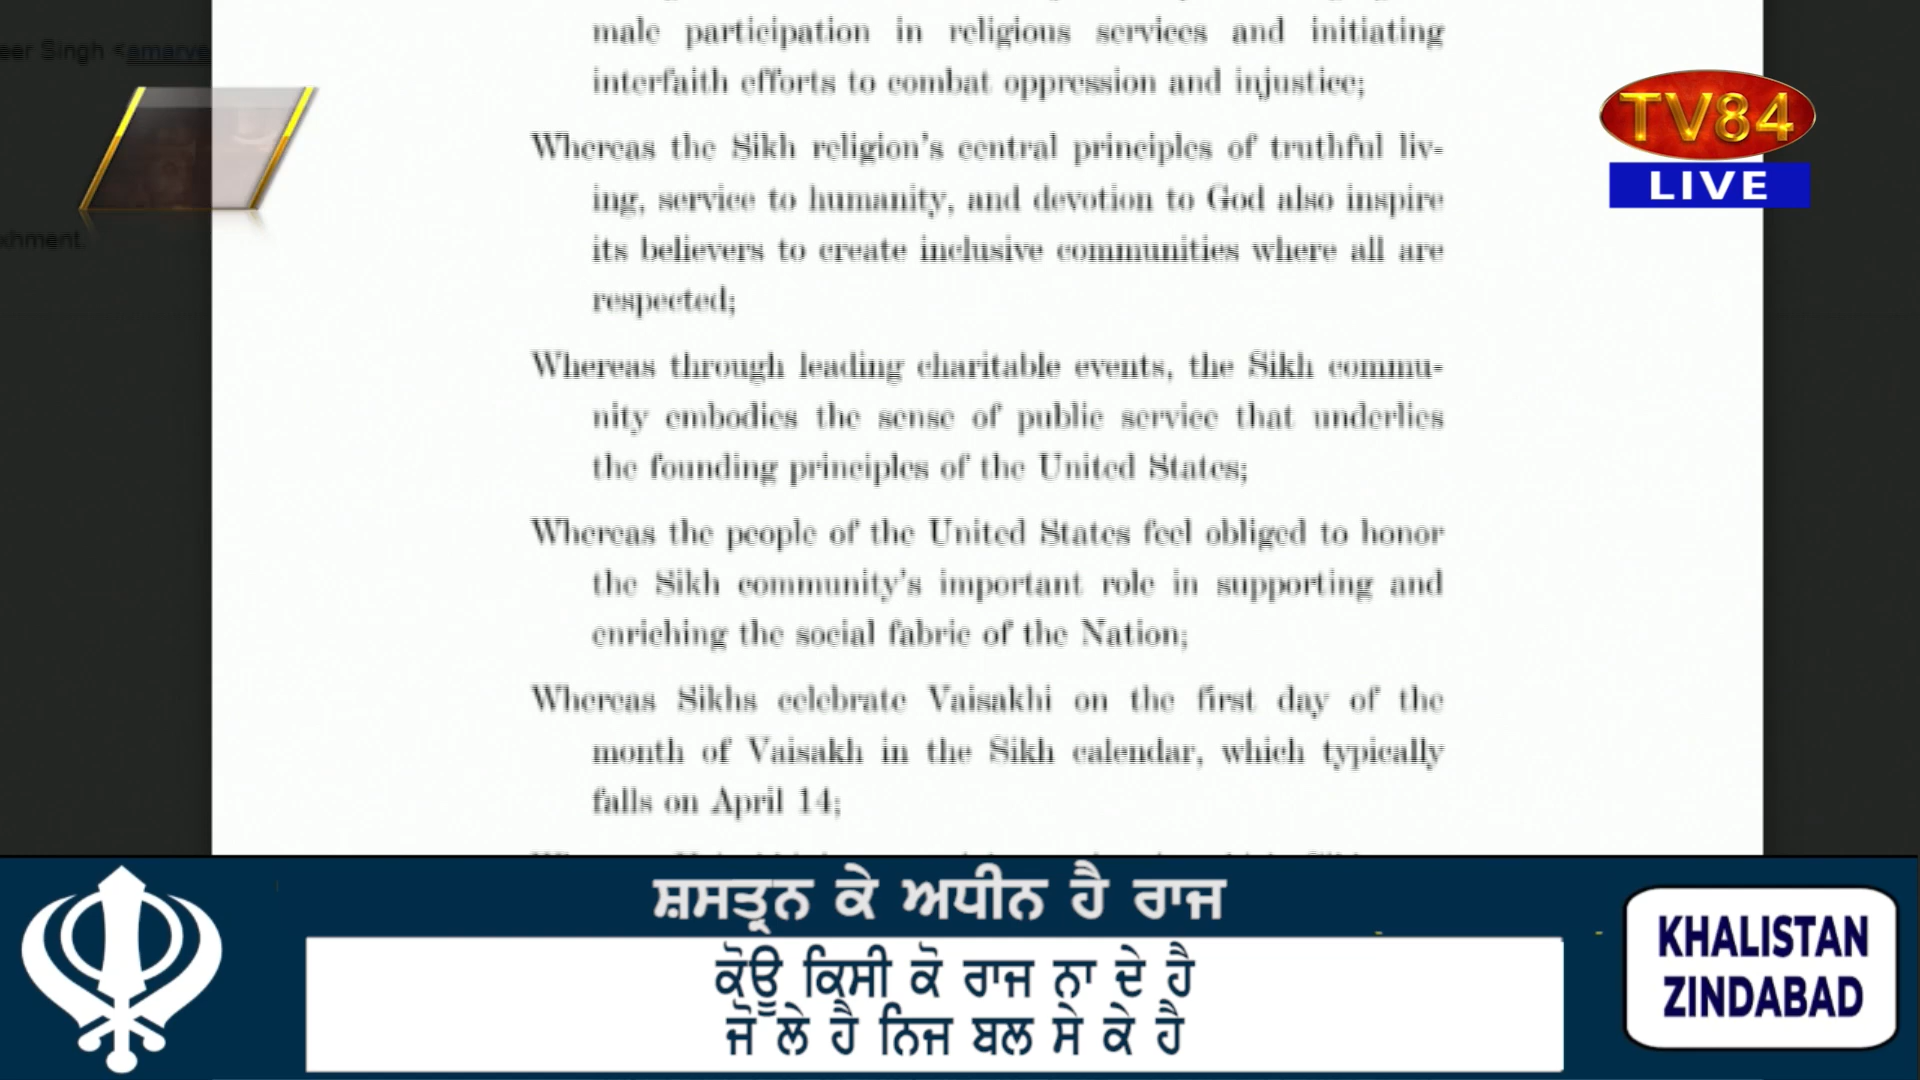 eer Singh <amarve
male participation in religious services and initiating
interfaith efforts to combat oppression and injustice;
TV84
LIVE
Whereas the Sikh religion's central principles of truthful liv-
ing, service to humanity, and devotion to God also inspire
its believers to create inclusive communities where all are
respected;
khment.
Whereas through leading charitable events, the Sikh commu-
nity embodies the sense of public service that underlies
the founding principles of the United States;
Whereas the people of the United States feel obliged to honor
the Sikh community's important role in supporting and
enriching the social fabric of the Nation;
Whereas Sikhs celebrate Vaisakhi on the first day of the
month of Vaisakh in the Sikh calendar, which typically
falls on April 14;
ਸ਼ਸਤ੍ਰਨ ਕੇ ਅਧੀਨ ਹੈ ਰਾਜ
ਕੋਊ ਕਿਸੀ ਕੋ ਰਾਜ ਨਾ ਦੇ ਹੈ
ਜੋ ਲੇ ਹੈ ਨਿਜ ਬਲ ਸੇ ਕੇ ਹੈ
KHALISTAN
ZINDABAD